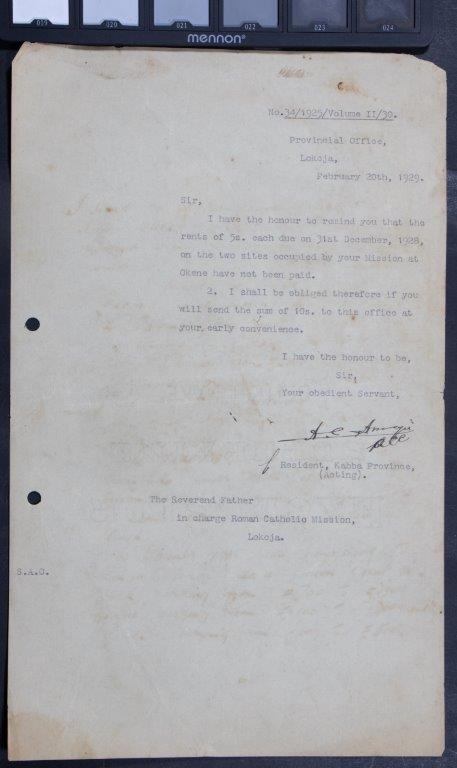 019 020 021 022 023 024
mennon
No.34/1925/Volume II/30.
Provincial Office,
Lokoja,
February 20th, 1929.
Sir,
I have the honour to remind you that the
rents of 5s. each due on 31st December, 1928,
on the two sites occupied by your Mission at
Okene have not been paid.
2. I shall be obliged therefore if you
will send the sum of 10s. to this office at
your early convenience.
I have the honour to be,
Sir,
Your obedient Servant,
Resident, Kabba Province,
(Acting).
The Reverend Father
in charge Roman Catholic Mission,
Lokoja.
S.A.O.